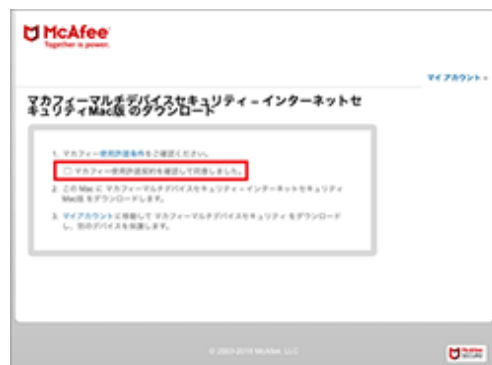 McAfee
Together is power.
マイ アカウント
マカフィーマルチデバイスセキュリティ – インターネットセ
キュリティMac版 のダウンロード
1. マカフィー使用許諾条件をご確認ください。
マカフィー使用許諾契約を確認して同意しました。
2. この Mac に マカフィーマルチデバイスセキュリティ – インターネットセキュリティ
Mac版 をダウンロードします。
3. マイアカウントに移動して マカフィーマルチデバイスセキュリティ をダウンロード
し、別のデバイスを保護します。
© 2003-2018 McAfee, LLC
McAfee
SECURE